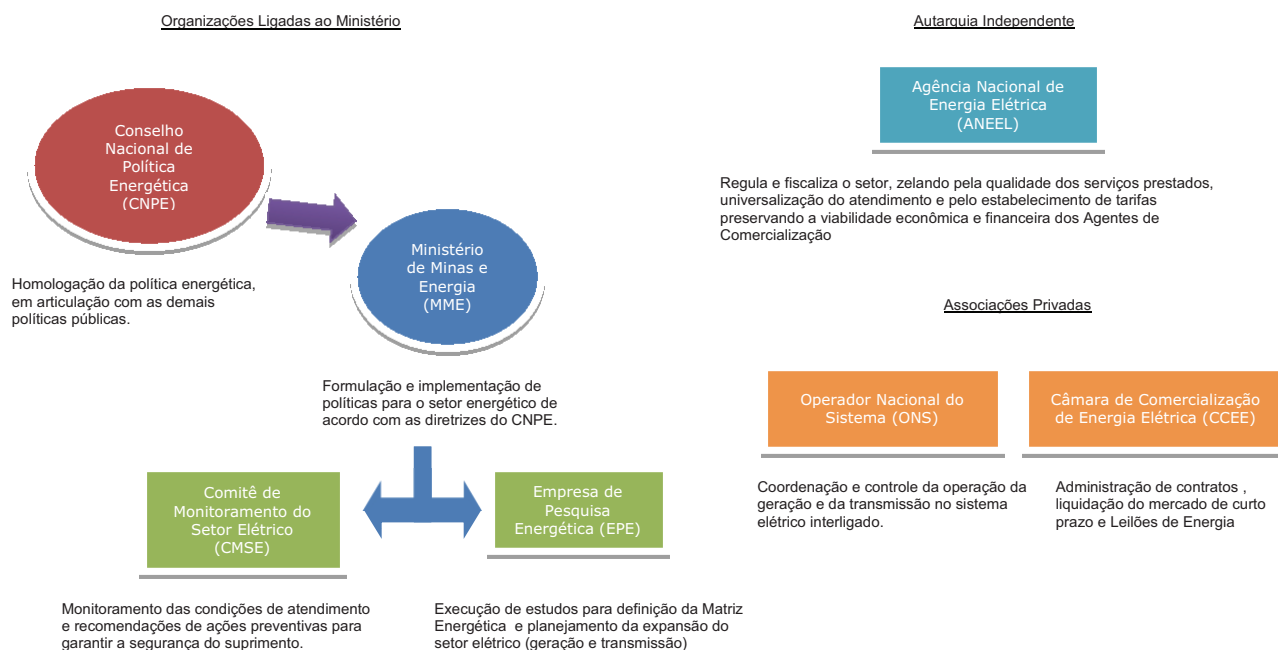 Organizações Ligadas ao Ministério
Conselho
Nacional de
Política
Energética
(CNPE)
Homologação da política energética,
em articulação com as demais
políticas públicas.
Ministério
de Minas e
Energia
(MME)
Formulação e implementação de
políticas para o setor energético de
acordo com as diretrizes do CNPE.
Comitê de
Monitoramento do
Setor Elétrico
(CMSE)
Monitoramento das condições de atendimento
e recomendações de ações preventivas para
garantir a segurança do suprimento.
Empresa de
Pesquisa
Energética (EPE)
Execução de estudos para definição da Matriz
Energética e planejamento da expansão do
setor elétrico (geração e transmissão)
Autarquia Independente
Agência Nacional de
Energia Elétrica
(ANEEL)
Regula e fiscaliza o setor, zelando pela qualidade dos serviços prestados,
universalização do atendimento e pelo estabelecimento de tarifas
preservando a viabilidade econômica e financeira dos Agentes de
Comercialização
Associações Privadas
Operador Nacional do
Sistema (ONS)
Coordenação e controle da operação da
geração e da transmissão no sistema
elétrico interligado.
Câmara de Comercialização
de Energia Elétrica (CCEE)
Administração de contratos ,
liquidação do mercado de curto
prazo e Leilões de Energia